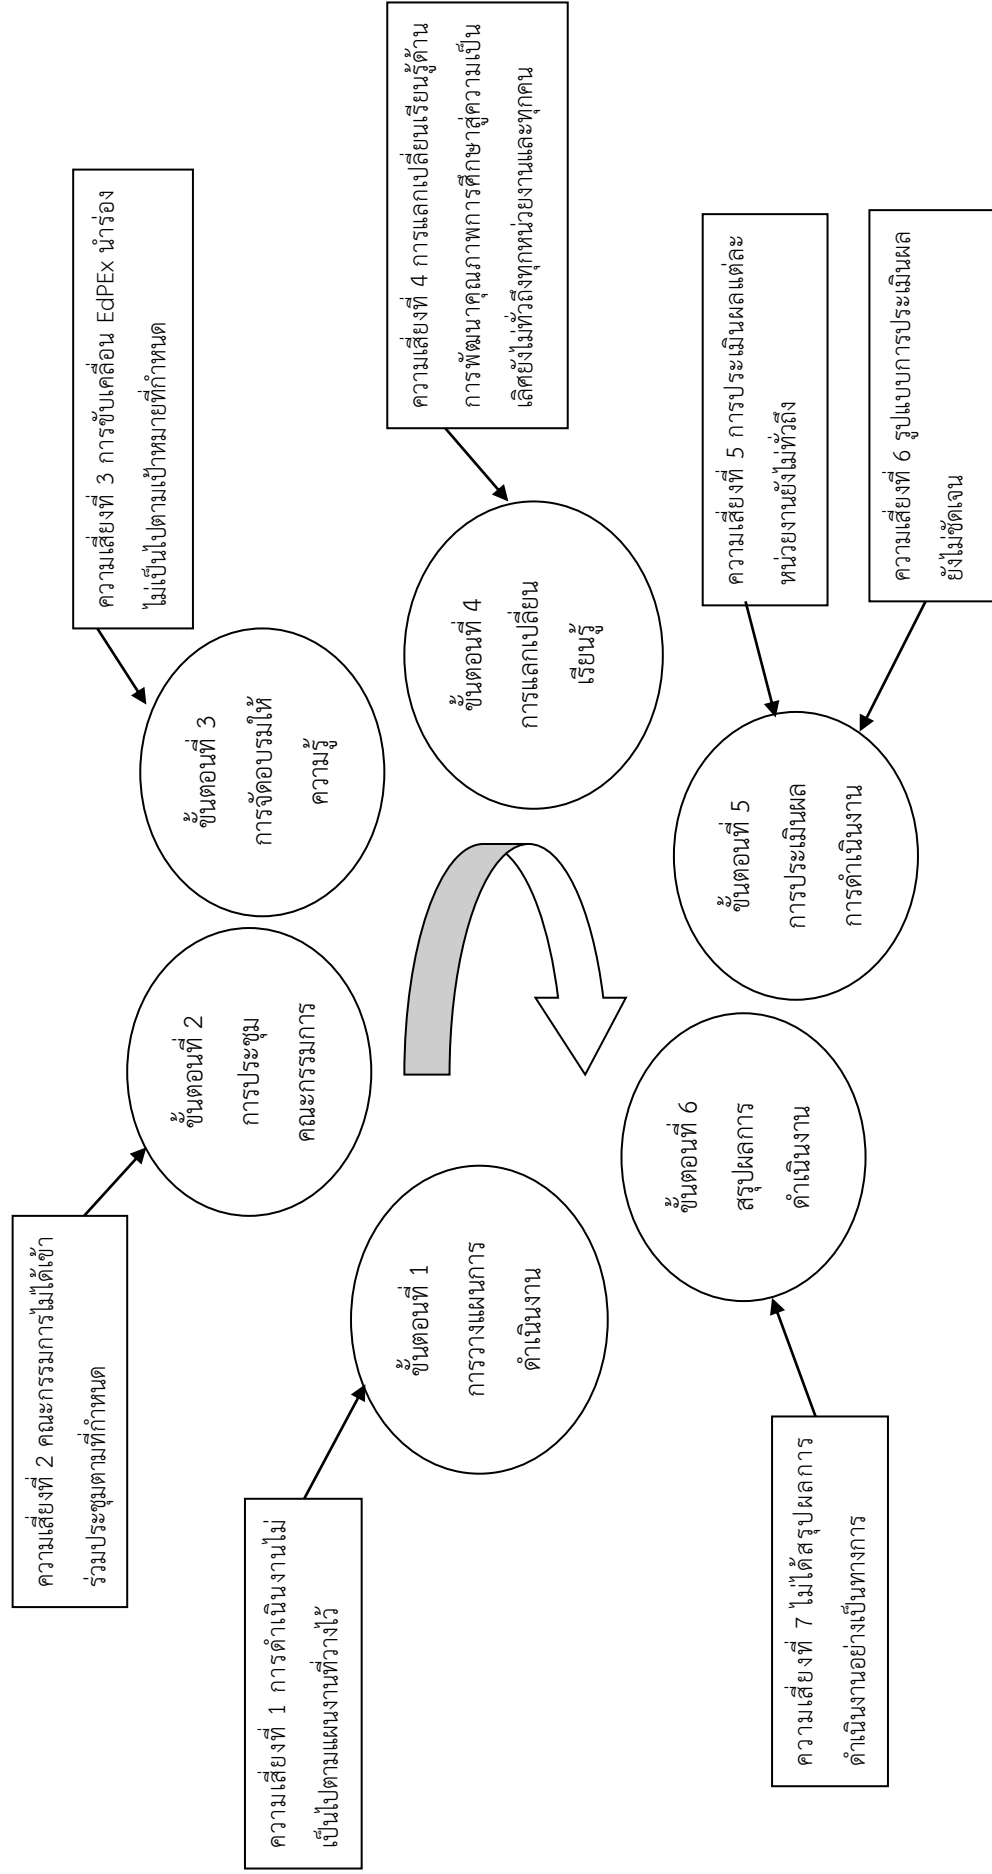 ความเสี่ยงที่ 1 การดำเนินงานไม่
เป็นไปตามแผนงานที่วางไว้
ขั้นตอนที่ 1
การวางแผนการ
ดำเนินงาน
ความเสี่ยงที่ 2 คณะกรรมการไม่ได้เข้า
ร่วมประชุมตามที่กำหนด
ขั้นตอนที่ 2
การประชุม
คณะกรรมการ
ความเสี่ยงที่ 3 การขับเคลื่อน EdPEx นำร่อง
ไม่เป็นไปตามเป้าหมายที่กำหนด
ขั้นตอนที่ 3
การจัดอบรมให้
ความรู้
ความเสี่ยงที่ 4 การแลกเปลี่ยนเรียนรู้ด้าน
การพัฒนาคุณภาพการศึกษาสู่ความเป็น
เลิศยังไม่ทั่วถึงทุกหน่วยงานและทุกคน
ขั้นตอนที่ 4
การแลกเปลี่ยน
เรียนรู้
ความเสี่ยงที่ 5 การประเมินผลแต่ละ
หน่วยงานยังไม่ทั่วถึง
ความเสี่ยงที่ 6 รูปแบบการประเมินผล
ยังไม่ชัดเจน
ขั้นตอนที่ 5
การประเมินผล
การดำเนินงาน
ขั้นตอนที่ 6
สรุปผลการ
ดำเนินงาน
ความเสี่ยงที่ 7 ไม่ได้สรุปผลการ
ดำเนินงานอย่างเป็นทางการ